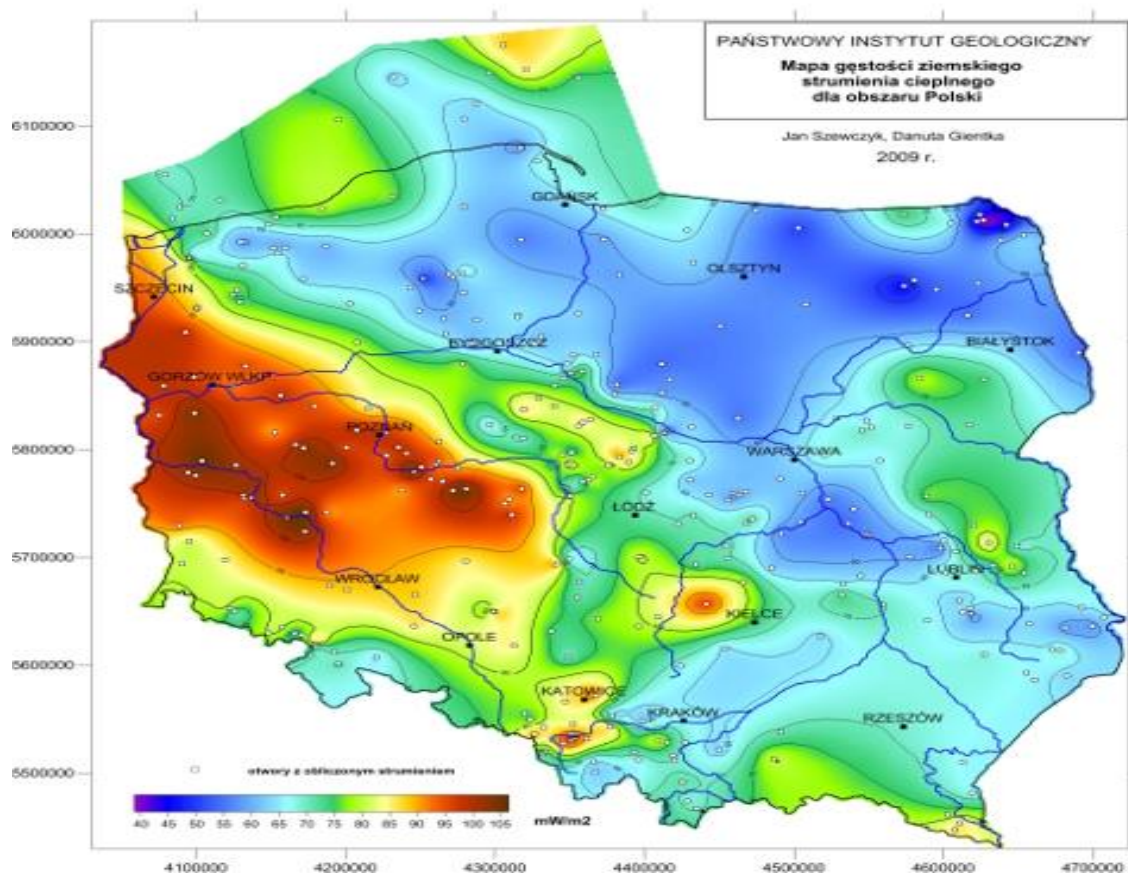 PAŃSTWOWY INSTYTUT GEOLOGICZNY
Mapa gęstości ziemskiego
strumienia cieplnego
dla obszaru Polski
Jan Szewczyk, Danuta Gientka
2009 r.
6100000
GDAŃSK
6000000
OLSZTYN
SZCZECIN
5900000
BYDGOSZCZ
BIAŁYSTOK
GORZÓW WLKP.
POZNAŃ
5800000
WARSZAWA
ŁÓDŹ
5700000
WROCŁAW
LUBLIN
KIELCE
OPOLE
5600000
KATOWICE
KRAKÓW
RZESZÓW
5500000
otwory z obliczonym strumieniem
mW/m2
40 45 50 55 60 65 70 75 80 85 90 95 100 105
4100000 4200000 4300000 4400000 4500000 4600000 4700000